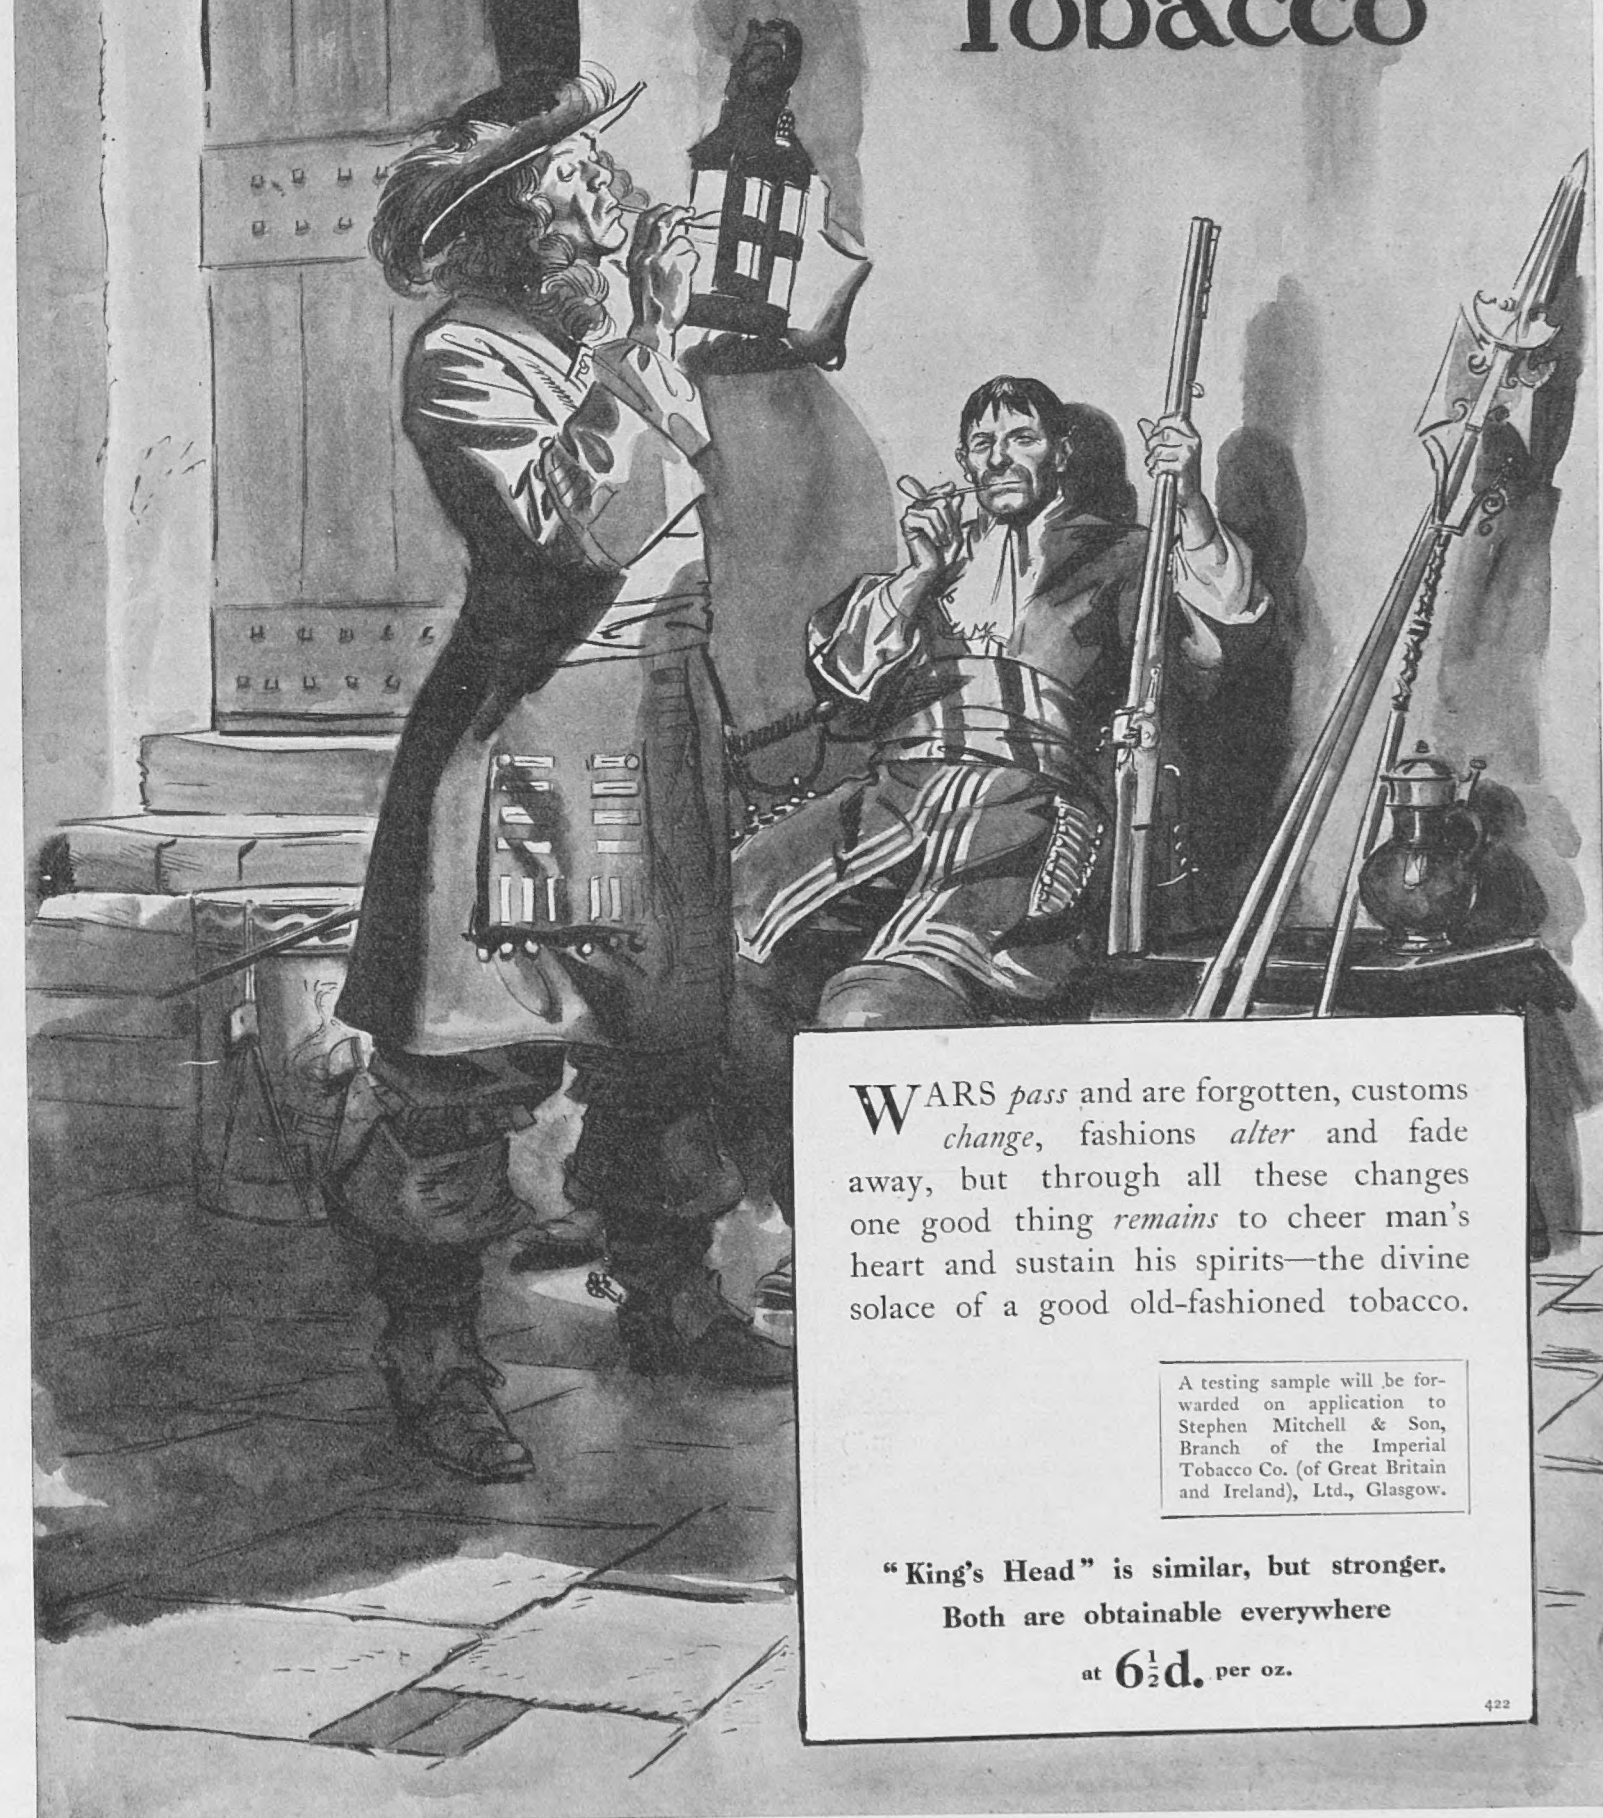 Tobacco
WARS pass and are forgotten, customs
change, fashions alter and fade
away, but through all these changes
one good thing remains to cheer man's
heart and sustain his spirits—the divine
solace of a good old-fashioned tobacco.
A testing sample will be for-
warded on application to
Stephen Mitchell & Son,
Branch of the Imperial
Tobacco Co. (of Great Britain
and Ireland), Ltd., Glasgow.
“King's Head” is similar, but stronger.
Both are obtainable everywhere
at 6½d. per oz.
422